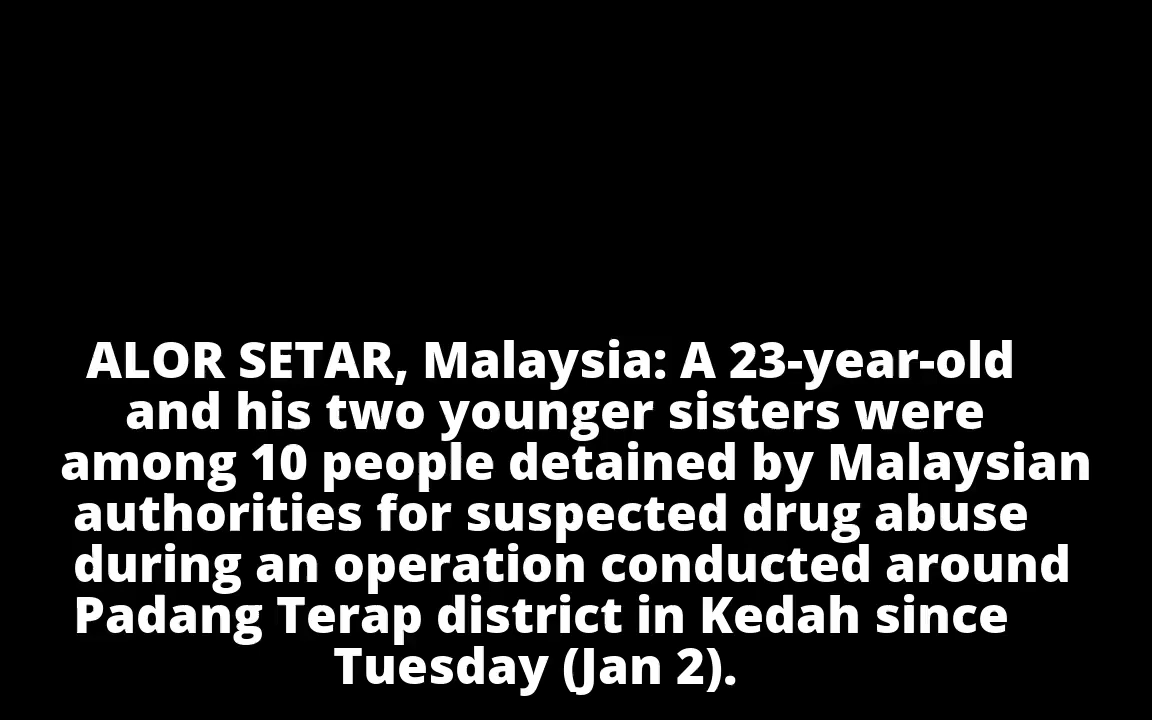 ALOR SETAR, Malaysia: A 23-year-old
and his two younger sisters were
among 10 people detained by Malaysian
authorities for suspected drug abuse
during an operation conducted around
Padang Terap district in Kedah since
Tuesday (Jan 2).